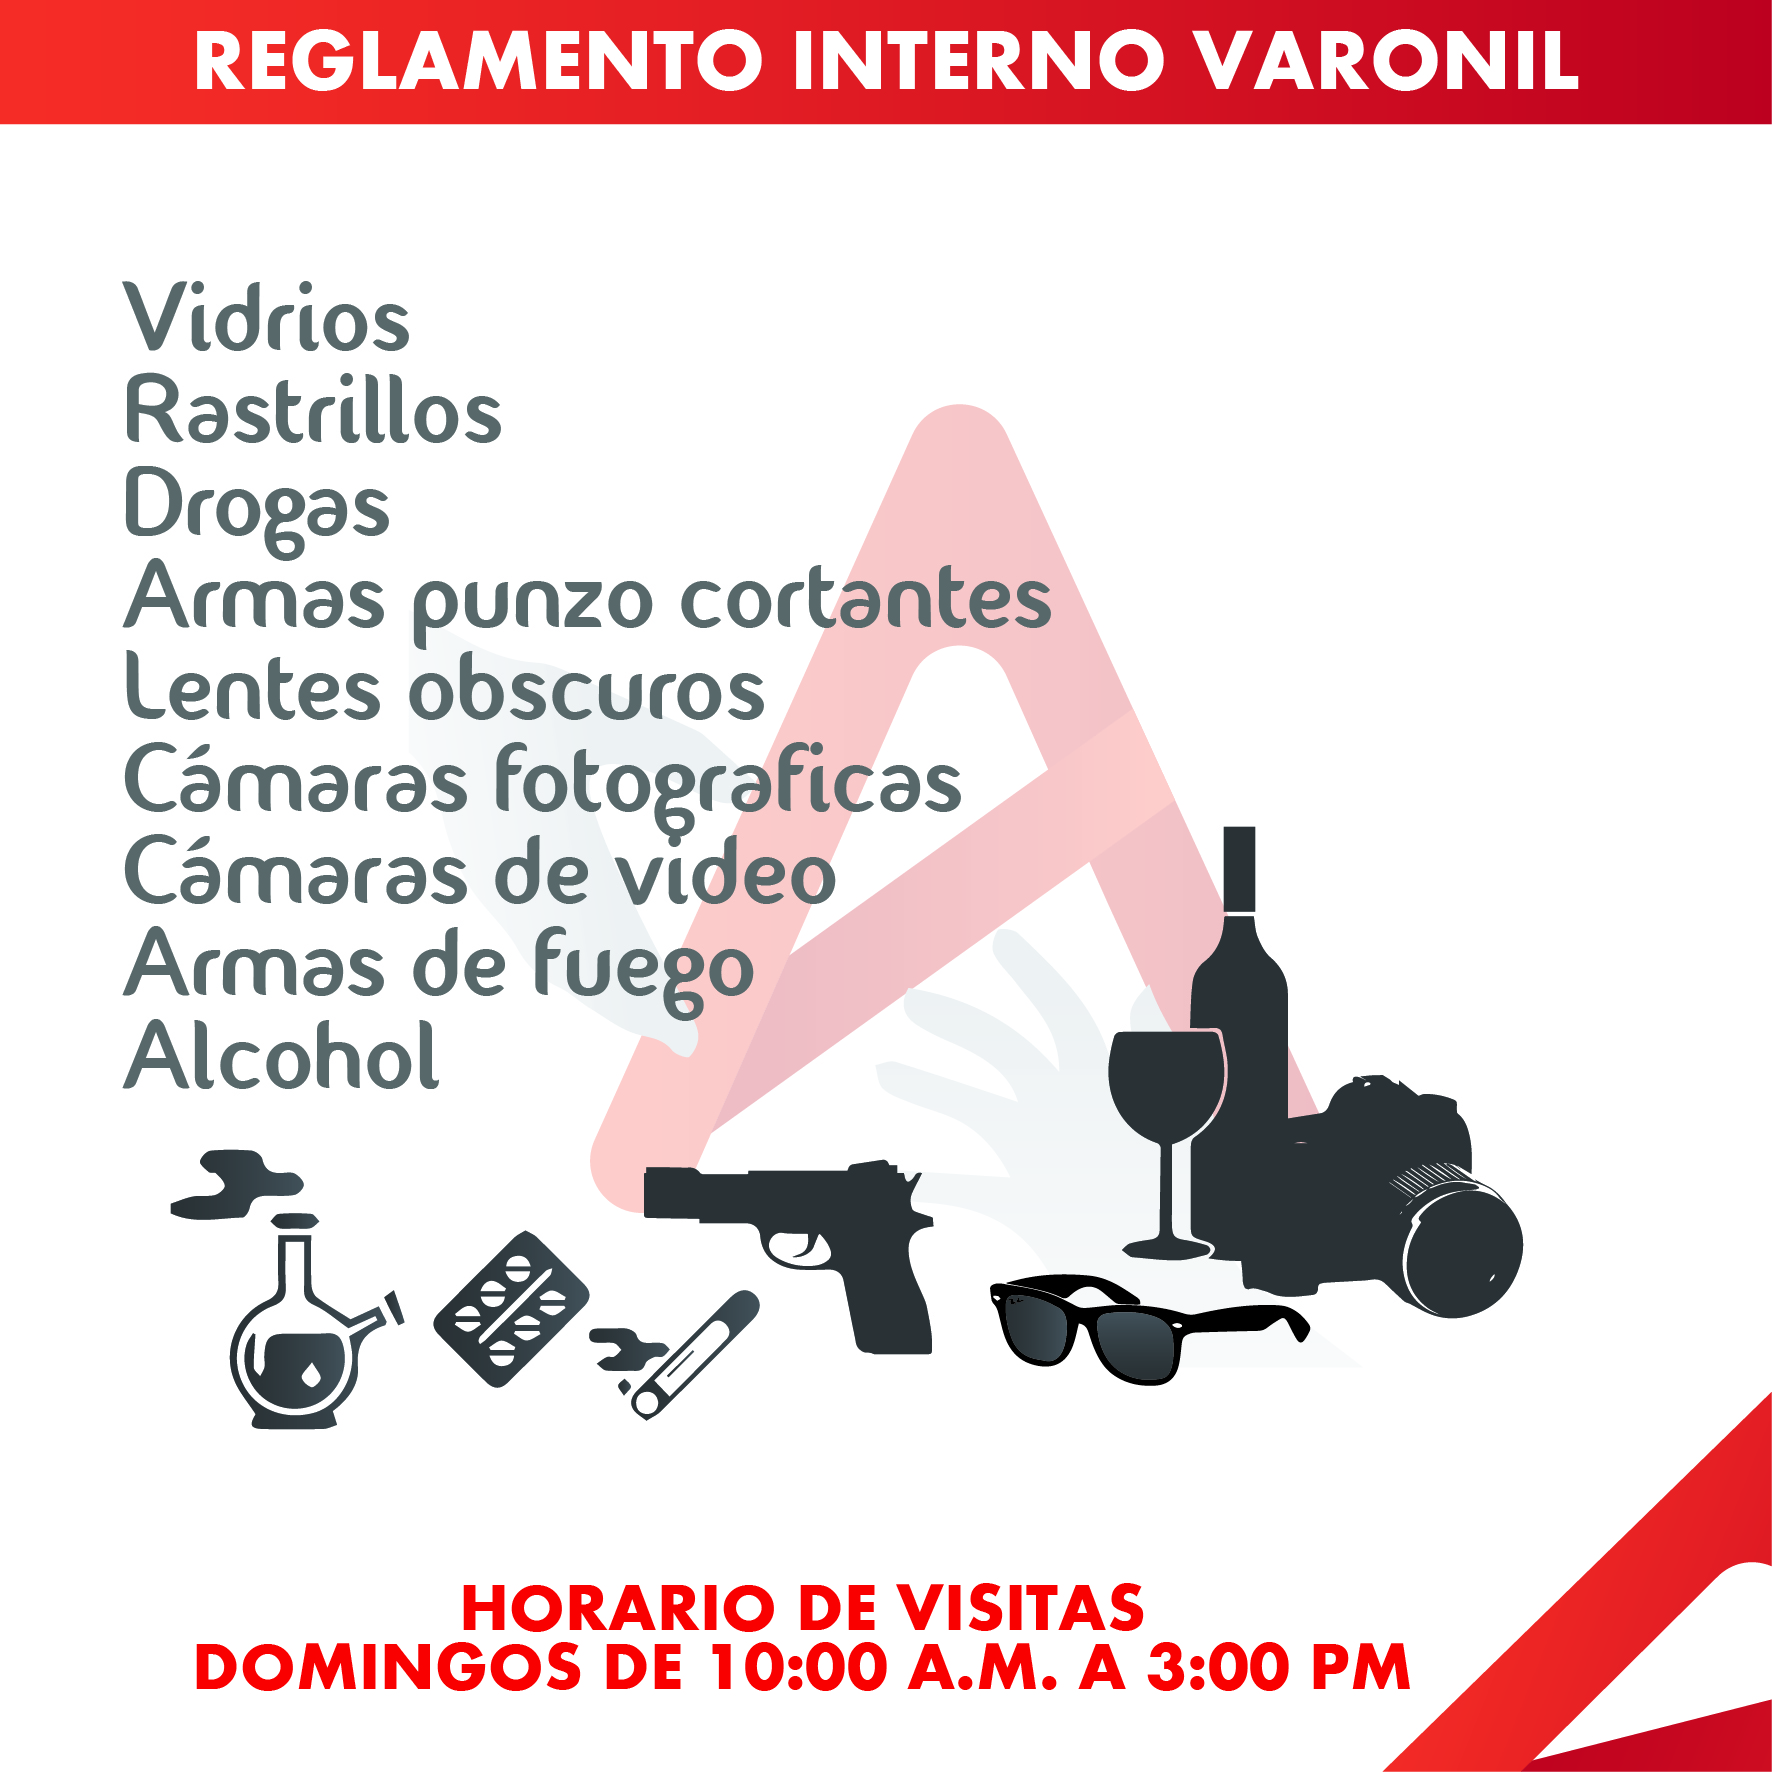 REGLAMENTO INTERNO VARONIL
Vidrios
Rastrillos
Drogas
Armas punzo cortantes
Lentes obscuros
Cámaras fotograficas
Cámaras de video
Armas de fuego
Alcohol
HORARIO DE VISITAS
DOMINGOS DE 10:00 A.M. A 3:00 PM